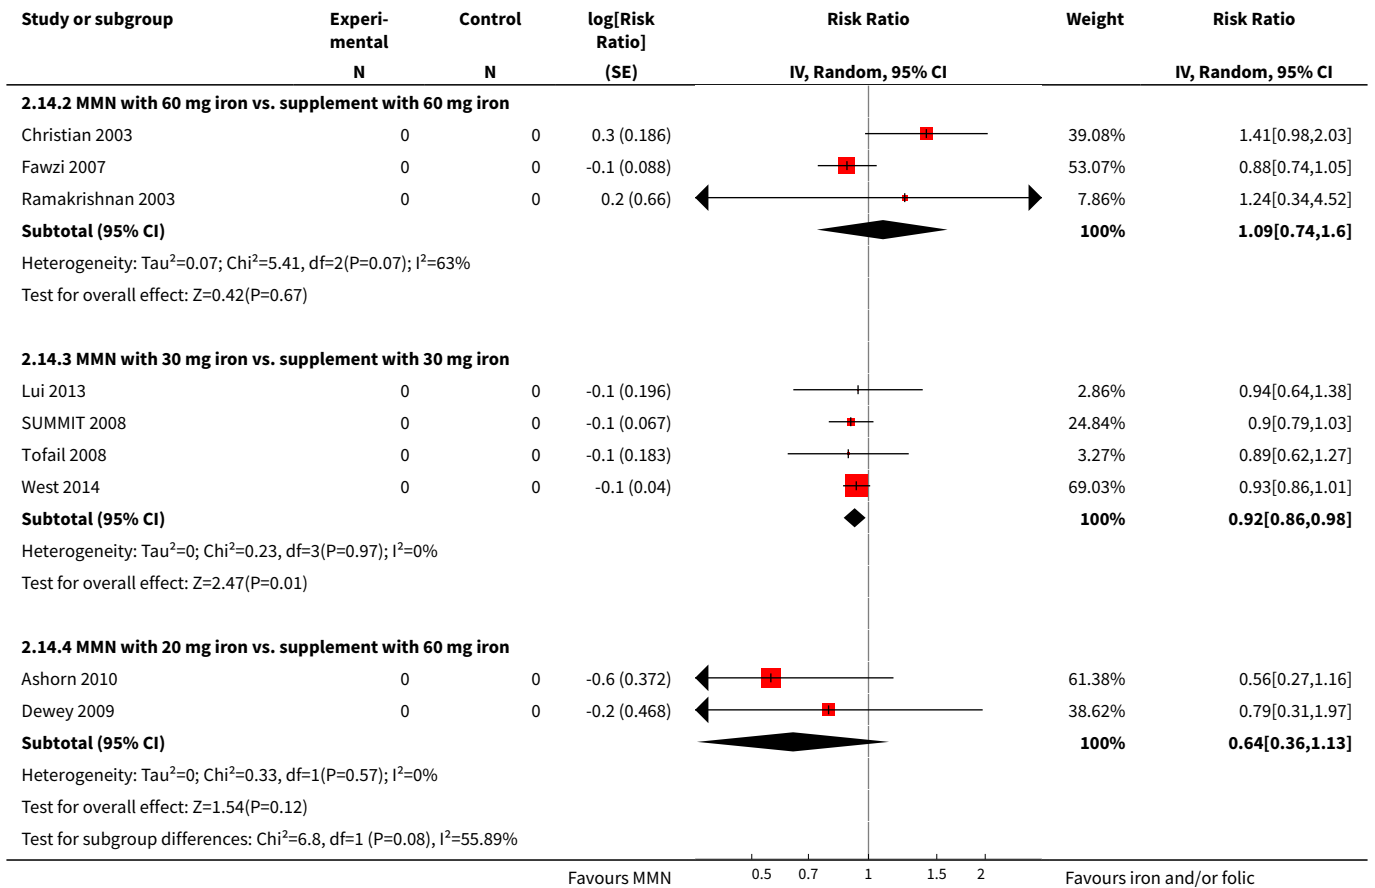 Study or subgroup Experi- Control log[Risk Risk Ratio Weight Risk Ratio
mental Ratio]
N N (SE) IV, Random, 95% CI IV, Random, 95% CI
2.14.2 MMN with 60 mg iron vs. supplement with 60 mg iron
Christian 2003 0 0 0.3 (0.186) 39.08% 1.41[0.98,2.03]
Fawzi 2007 0 0 -0.1 (0.088) 53.07% 0.88[0.74,1.05]
Ramakrishnan 2003 0 0 0.2 (0.66) 7.86% 1.24[0.34,4.52]
Subtotal (95% CI) 100% 1.09[0.74,1.6]
Heterogeneity: Tau²=0.07; Chi²=5.41, df=2(P=0.07); I²=63%
Test for overall effect: Z=0.42(P=0.67)
2.14.3 MMN with 30 mg iron vs. supplement with 30 mg iron
Lui 2013 0 0 -0.1 (0.196) 2.86% 0.94[0.64,1.38]
SUMMIT 2008 0 0 -0.1 (0.067) 24.84% 0.9[0.79,1.03]
Tofail 2008 0 0 -0.1 (0.183) 3.27% 0.89[0.62,1.27]
West 2014 0 0 -0.1 (0.04) 69.03% 0.93[0.86,1.01]
Subtotal (95% CI) 100% 0.92[0.86,0.98]
Heterogeneity: Tau²=0; Chi²=0.23, df=3(P=0.97); I²=0%
Test for overall effect: Z=2.47(P=0.01)
2.14.4 MMN with 20 mg iron vs. supplement with 60 mg iron
Ashorn 2010 0 0 -0.6 (0.372) 61.38% 0.56[0.27,1.16]
Dewey 2009 0 0 -0.2 (0.468) 38.62% 0.79[0.31,1.97]
Subtotal (95% CI) 100% 0.64[0.36,1.13]
Heterogeneity: Tau²=0; Chi²=0.33, df=1(P=0.57); I²=0%
Test for overall effect: Z=1.54(P=0.12)
Test for subgroup differences: Chi²=6.8, df=1 (P=0.08), I²=55.89%
Favours MMN 0.5 0.7 1 1.5 2 Favours iron and/or folic